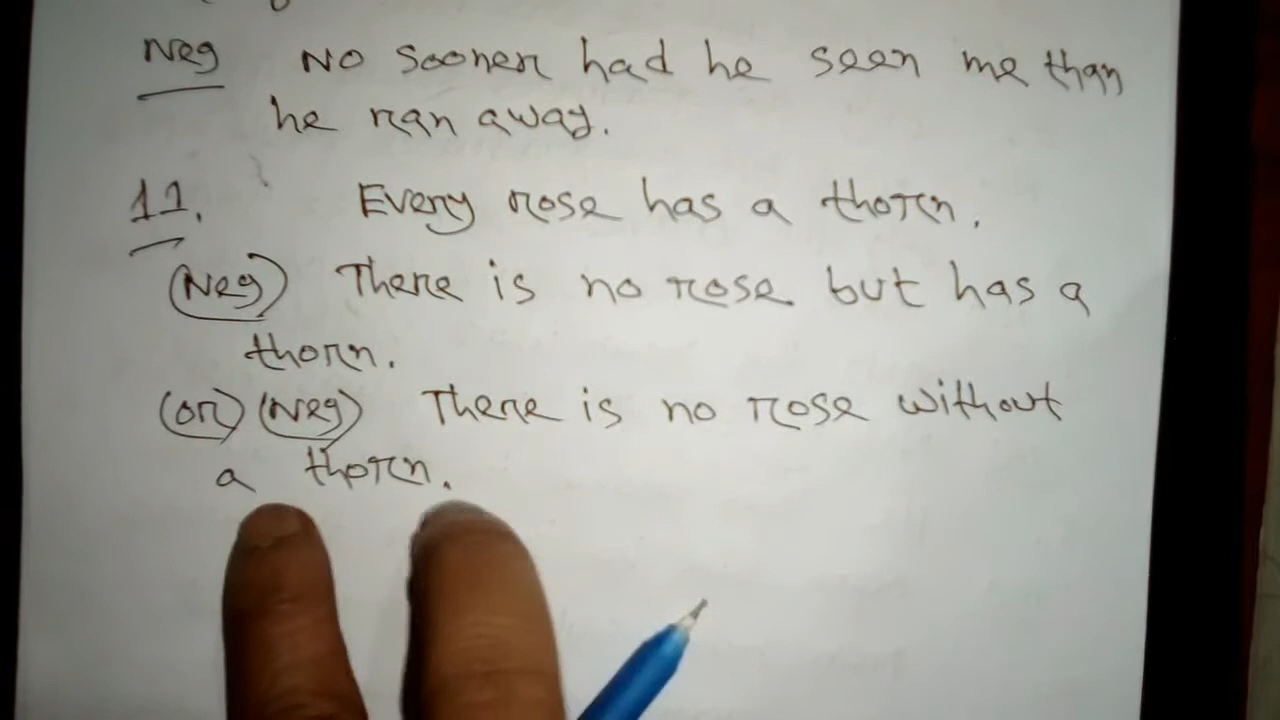 Neg No sooner had he seen me than
he ran away.
11. Every rose has a thorn.
(Neg) There is no rose but has a
thorn.
(or) (Neg) There is no rose without
a thorn.